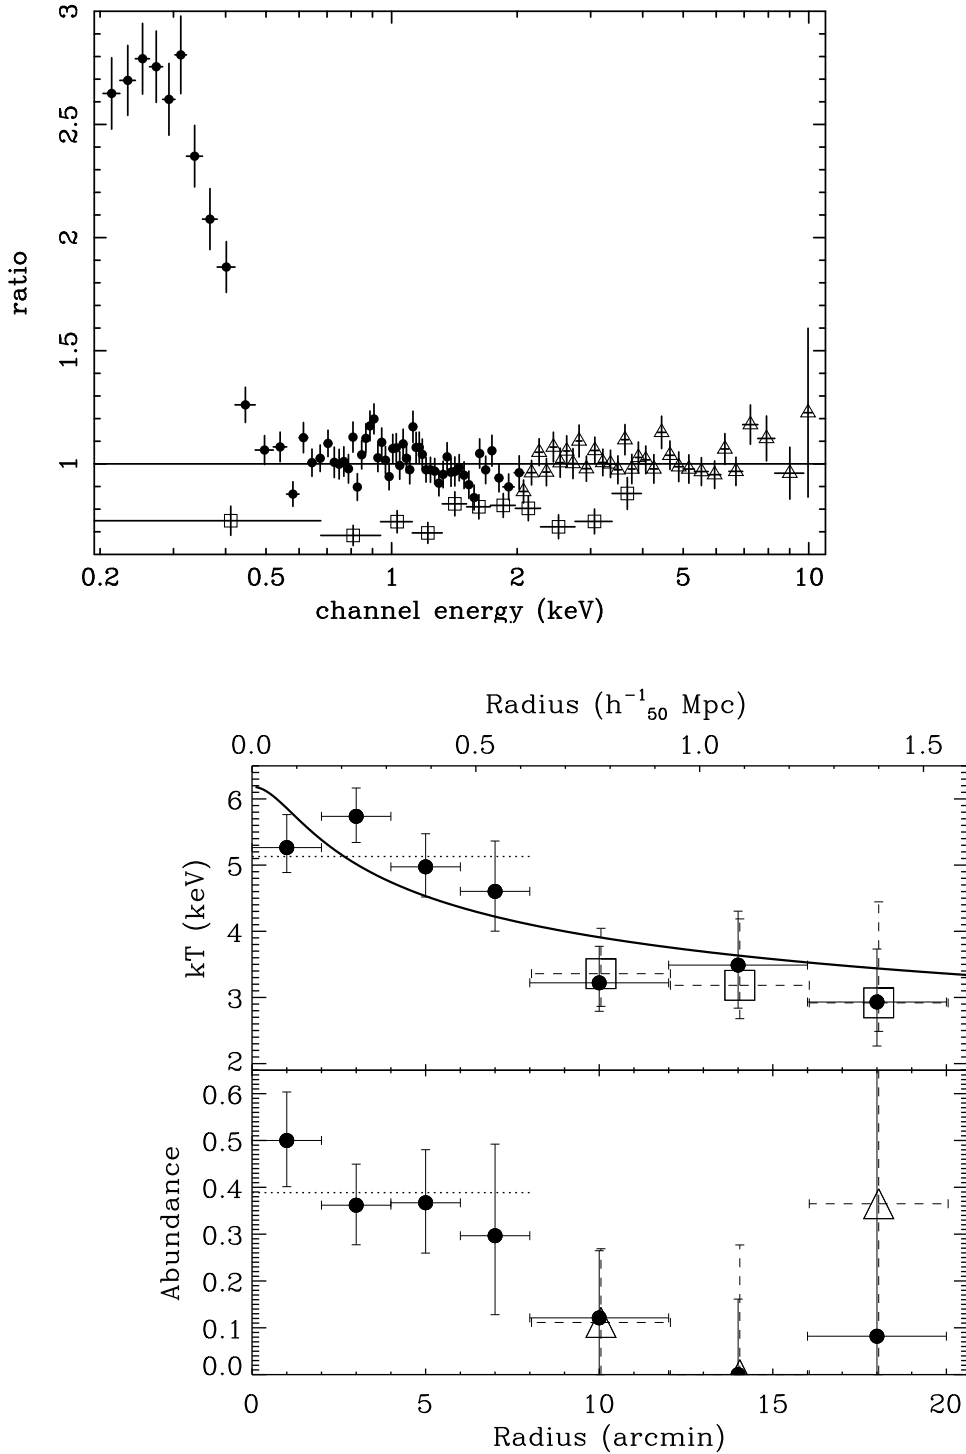 3
2.5
2
1.5
1
ratio
0.2 0.5 1 2 5 10
channel energy (keV)
Radius (h⁻¹₅₀ Mpc)
0.0 0.5 1.0 1.5
6
5
4
3
2
kT (keV)
0.6
0.5
0.4
0.3
0.2
0.1
0.0
Abundance
0 5 10 15 20
Radius (arcmin)